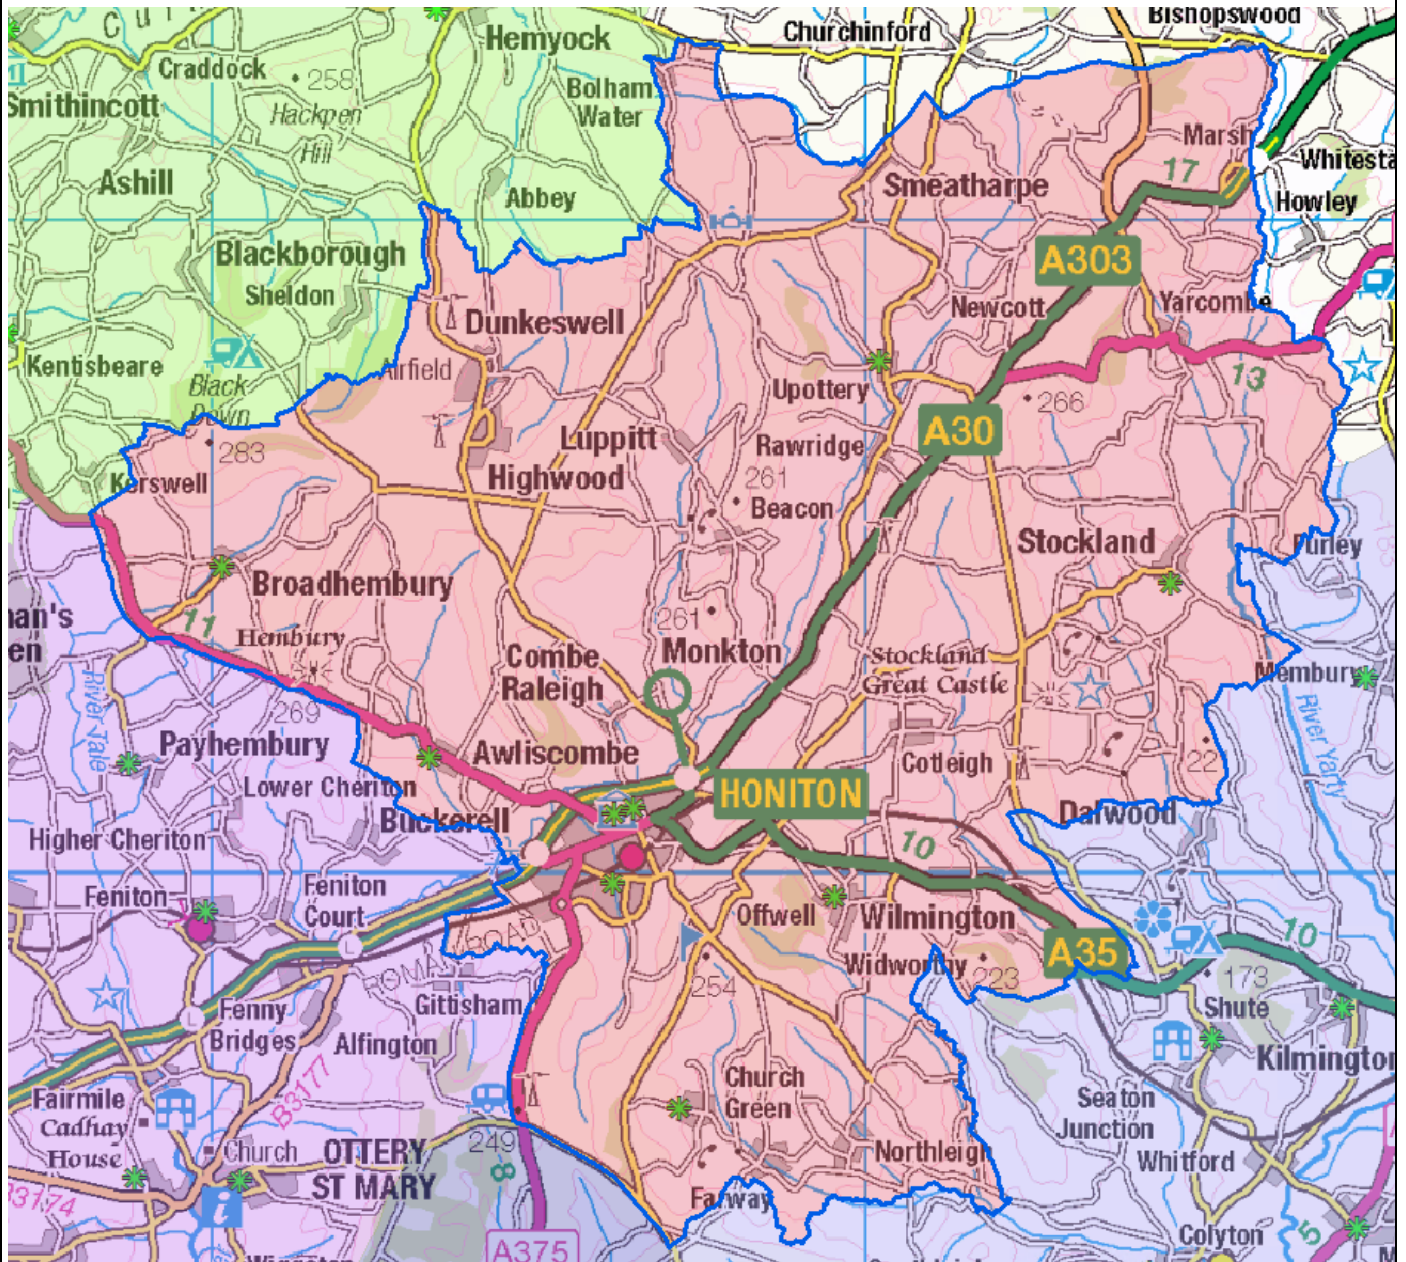 Bishopswood
Churchinford
Hemyock
Craddock
258
Hackpen
Hill
Bolham
Water
Smithincott
Marsh
17
Whitesta
Ashill
Abbey
Smeatharpe
Howley
Blackborough
Sheldon
A303
Newcott
Yarcombe
Dunkeswell
Kentisbeare
Airfield
Black
Down
Upottery
266
13
A30
283
Luppitt
Rawridge
Kerswell
Highwood
261
Beacon
Stockland
Furley
Broadhembury
11
Hembury
an's
en
261
Monkton
Combe
Raleigh
Stockland
Great Castle
Membury
River Tale
269
River Yarty
Payhembury
Awliscombe
Cotleigh
22
Lower Cheriton
HONITON
Dalwood
Buckerell
Higher Cheriton
10
Feniton
Feniton
Court
Offwell
Wilmington
ROMAN
ROAD
A35
10
Widworthy
223
254
173
Gittisham
Shute
Fenny
Bridges
Alfington
Kilmington
B3177
Church
Green
Seaton
Junction
Fairmile
Cadhay
House
249
Church
OTTERY
ST MARY
Northleigh
Whitford
8
B3174
Farway
5
Colyton
A375